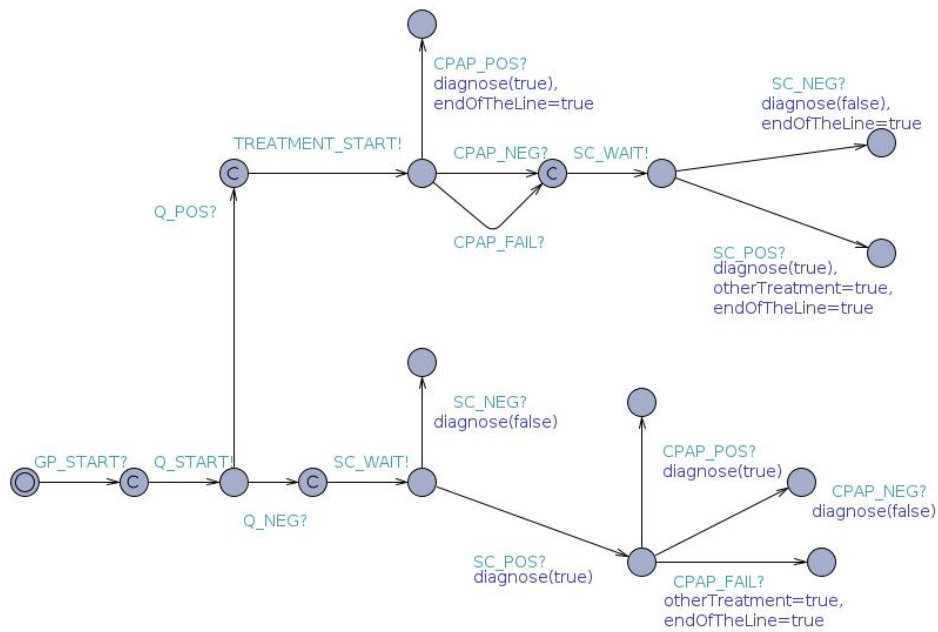 CPAP_POS?
diagnose(true),
endOfTheLine=true
SC_NEG?
diagnose(false),
endOfTheLine=true
TREATMENT_START!
CPAP_NEG?
SC_WAIT!
C
C
Q_POS?
CPAP_FAIL?
SC_POS?
diagnose(true),
otherTreatment=true,
endOfTheLine=true
SC_NEG?
diagnose(false)
GP_START?
Q_START!
SC_WAIT!
C
C
Q_NEG?
CPAP_POS?
diagnose(true)
CPAP_NEG?
diagnose(false)
SC_POS?
diagnose(true)
CPAP_FAIL?
otherTreatment=true,
endOfTheLine=true